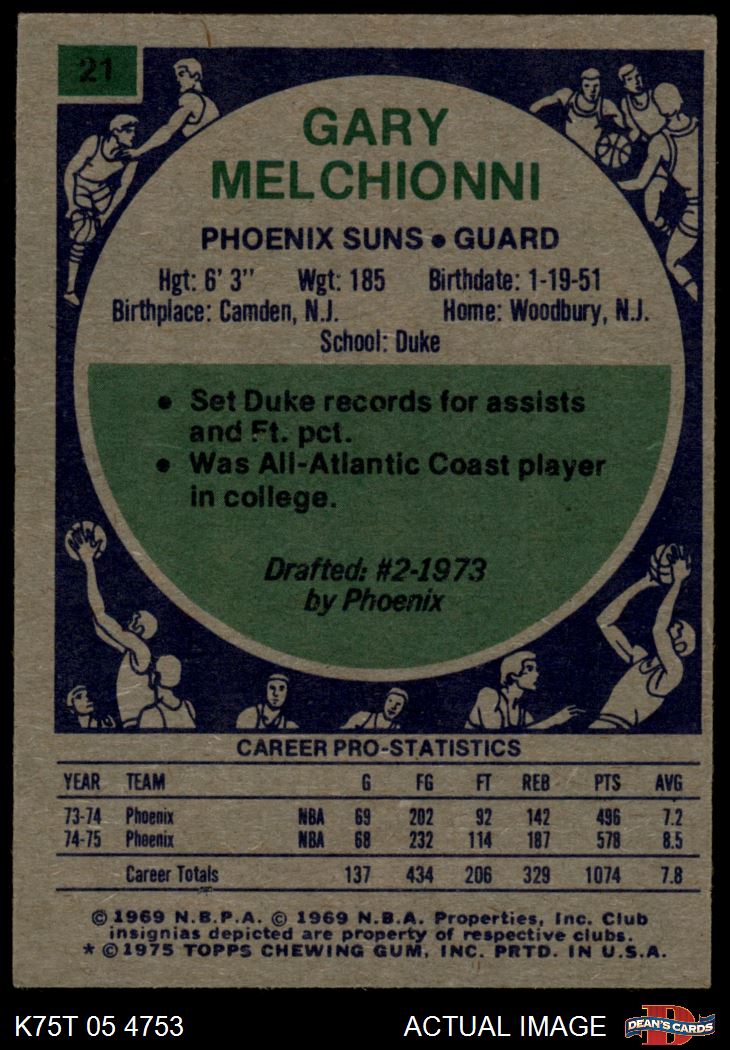 21
GARY
MELCHIONNI
PHOENIX SUNS • GUARD
Hgt: 6' 3" Wgt: 185 Birthdate: 1-19-51
Birthplace: Camden, N.J. Home: Woodbury, N.J.
School: Duke
• Set Duke records for assists
and Ft. pct.
• Was All-Atlantic Coast player
in college.
Drafted: #2-1973
by Phoenix
CAREER PRO-STATISTICS
YEAR TEAM G FG FT REB PTS AVG
73-74 Phoenix NBA 69 202 92 142 496 7.2
74-75 Phoenix NBA 68 232 114 187 578 8.5
Career Totals 137 434 206 329 1074 7.8
© 1969 N.B.P.A. © 1969 N.B.A. Properties, Inc. Club
insignias depicted are property of respective clubs.
* © 1975 TOPPS CHEWING GUM, INC. PRTD. IN U.S.A.
K75T 05 4753 ACTUAL IMAGE D DEAN'S CARDS